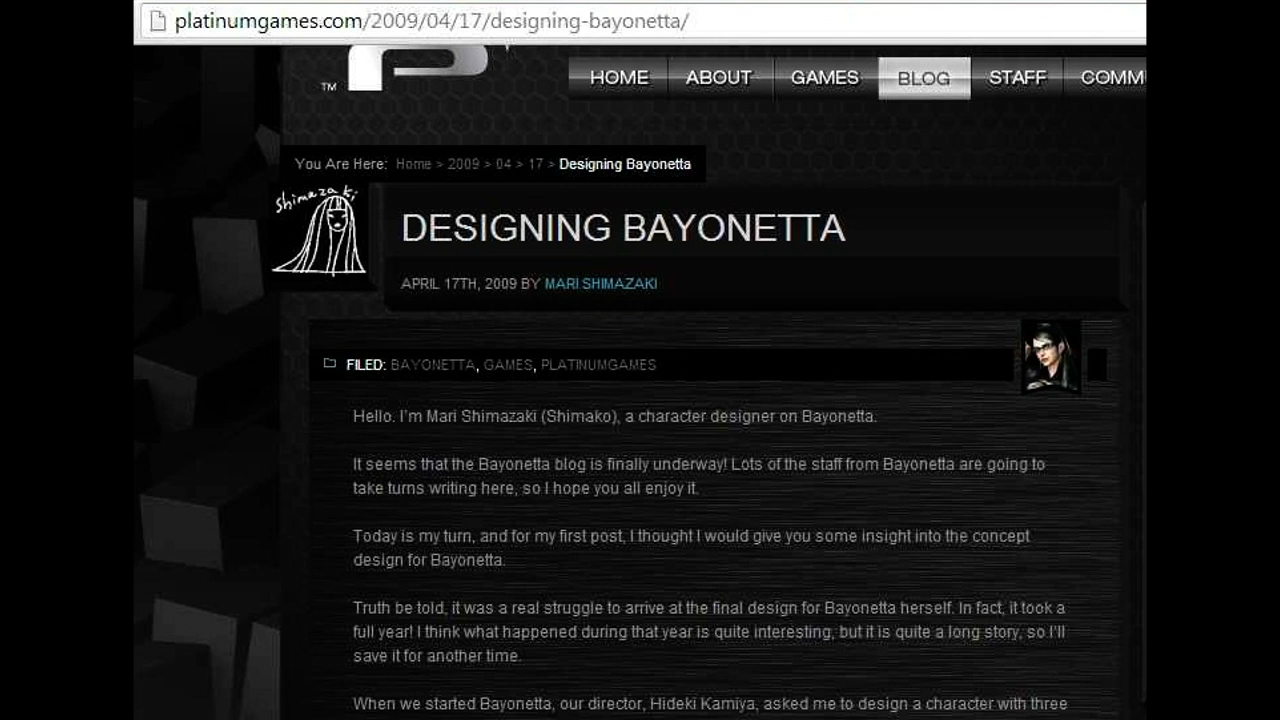 platinumgames.com/2009/04/17/designing-bayonetta/
TM
HOME ABOUT GAMES BLOG STAFF COMMU
You Are Here: Home > 2009 > 04 > 17 > Designing Bayonetta
Shimazaki
DESIGNING BAYONETTA
APRIL 17TH, 2009 BY MARI SHIMAZAKI
FILED: BAYONETTA, GAMES, PLATINUMGAMES
Hello. I'm Mari Shimazaki (Shimako), a character designer on Bayonetta.
It seems that the Bayonetta blog is finally underway! Lots of the staff from Bayonetta are going to
take turns writing here, so I hope you all enjoy it.
Today is my turn, and for my first post, I thought I would give you some insight into the concept
design for Bayonetta.
Truth be told, it was a real struggle to arrive at the final design for Bayonetta herself. In fact, it took a
full year! I think what happened during that year is quite interesting, but it is quite a long story, so I'll
save it for another time.
When we started Bayonetta, our director, Hideki Kamiya, asked me to design a character with three